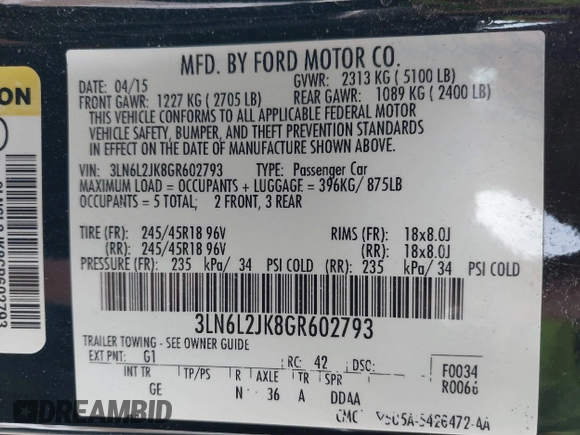 MFD. BY FORD MOTOR CO.
DATE: 04/15 GVWR: 2313 KG ( 5100 LB)
FRONT GAWR: 1227 KG ( 2705 LB) REAR GAWR: 1089 KG ( 2400 LB)
THIS VEHICLE CONFORMS TO ALL APPLICABLE FEDERAL MOTOR
VEHICLE SAFETY, BUMPER, AND THEFT PREVENTION STANDARDS
IN EFFECT ON THE DATE OF MANUFACTURE SHOWN ABOVE.
VIN: 3LN6L2JK8GR602793 TYPE: Passenger Car
MAXIMUM LOAD = OCCUPANTS + LUGGAGE = 396KG/ 875LB
OCCUPANTS = 5 TOTAL; 2 FRONT, 3 REAR
TIRE (FR): 245/45R18 96V RIMS (FR): 18x8.0J
(RR): 245/45R18 96V (RR): 18x8.0J
PRESSURE (FR): 235 kPa/ 34 PSI COLD (RR): 235 kPa/ 34 PSI COLD
3LN6L2JK8GR602793
TRAILER TOWING - SEE OWNER GUIDE
EXT PNT: G1 RC: 42 DSO: F0034
INT TR TP/PS R AXLE TR SPR R0066
GE N 36 A DDAA
ON
3LN6L2JK8GR602793
DREAMBID